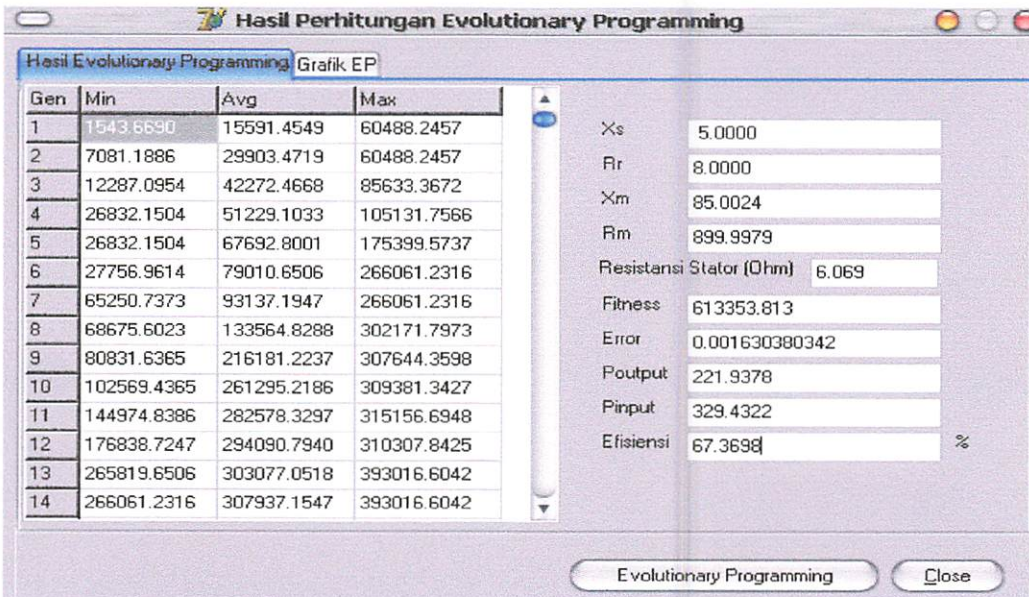 Hasil Perhitungan Evolutionary Programming
Hasil Evolutionary Programming Grafik EP
Gen Min Avg Max
1 1543.6690 15591.4549 60488.2457
2 7081.1886 29903.4719 60488.2457
3 12287.0954 42272.4668 85633.3672
4 26832.1504 51229.1033 105131.7566
5 26832.1504 67692.8001 175399.5737
6 27756.9614 79010.6506 266061.2316
7 65250.7373 93137.1947 266061.2316
8 68675.6023 133564.8288 302171.7973
9 80831.6365 216181.2237 307644.3598
10 102569.4365 261295.2186 309381.3427
11 144974.8386 282578.3297 315156.6948
12 176838.7247 294090.7940 310307.8425
13 265819.6506 303077.0518 393016.6042
14 266061.2316 307937.1547 393016.6042
Xs 5.0000
Rr 8.0000
Xm 85.0024
Rm 899.9979
Resistansi Stator (Ohm) 6.069
Fitness 613353.813
Error 0.001630380342
Poutput 221.9378
Pinput 329.4322
Efisiensi 67.3698 %
Evolutionary Programming Close